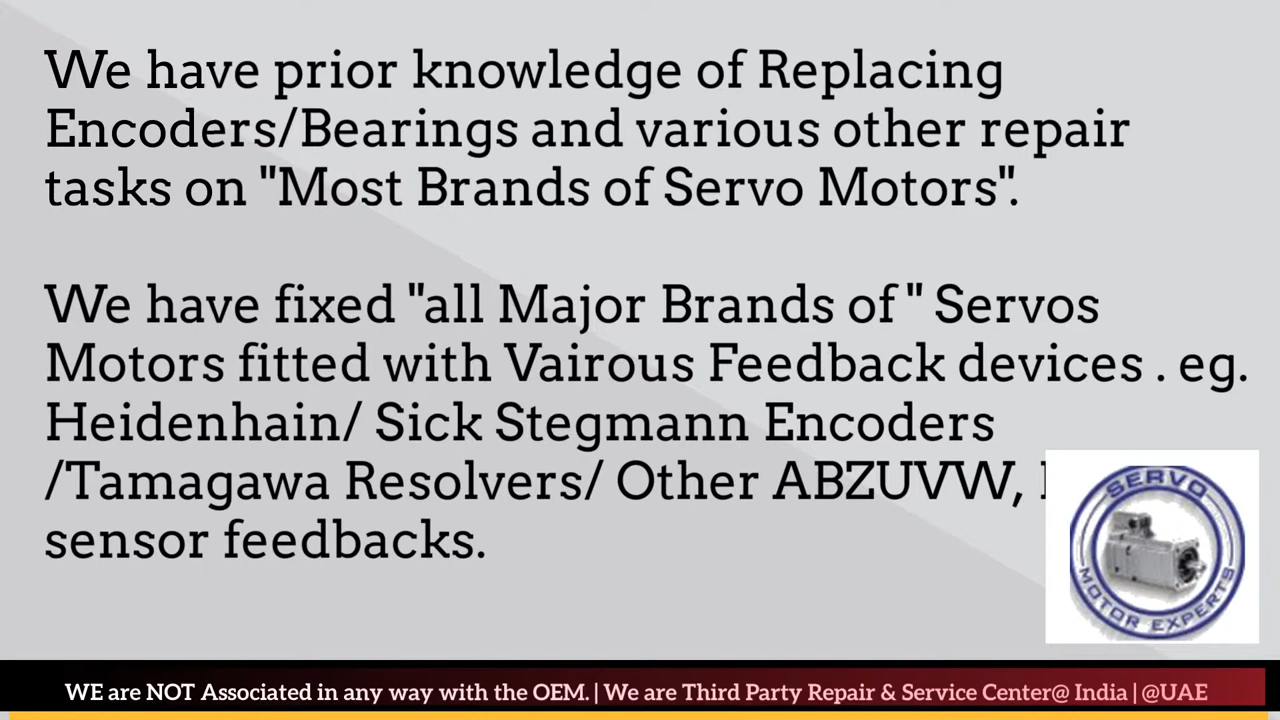 We have prior knowledge of Replacing
Encoders/Bearings and various other repair
tasks on "Most Brands of Servo Motors".
We have fixed "all Major Brands of " Servos
Motors fitted with Vairous Feedback devices . eg.
Heidenhain/ Sick Stegmann Encoders
/Tamagawa Resolvers/ Other ABZUVW,
sensor feedbacks.
SERVO
MOTOR EXPERTS
WE are NOT Associated in any way with the OEM. | We are Third Party Repair & Service Center@ India | @UAE